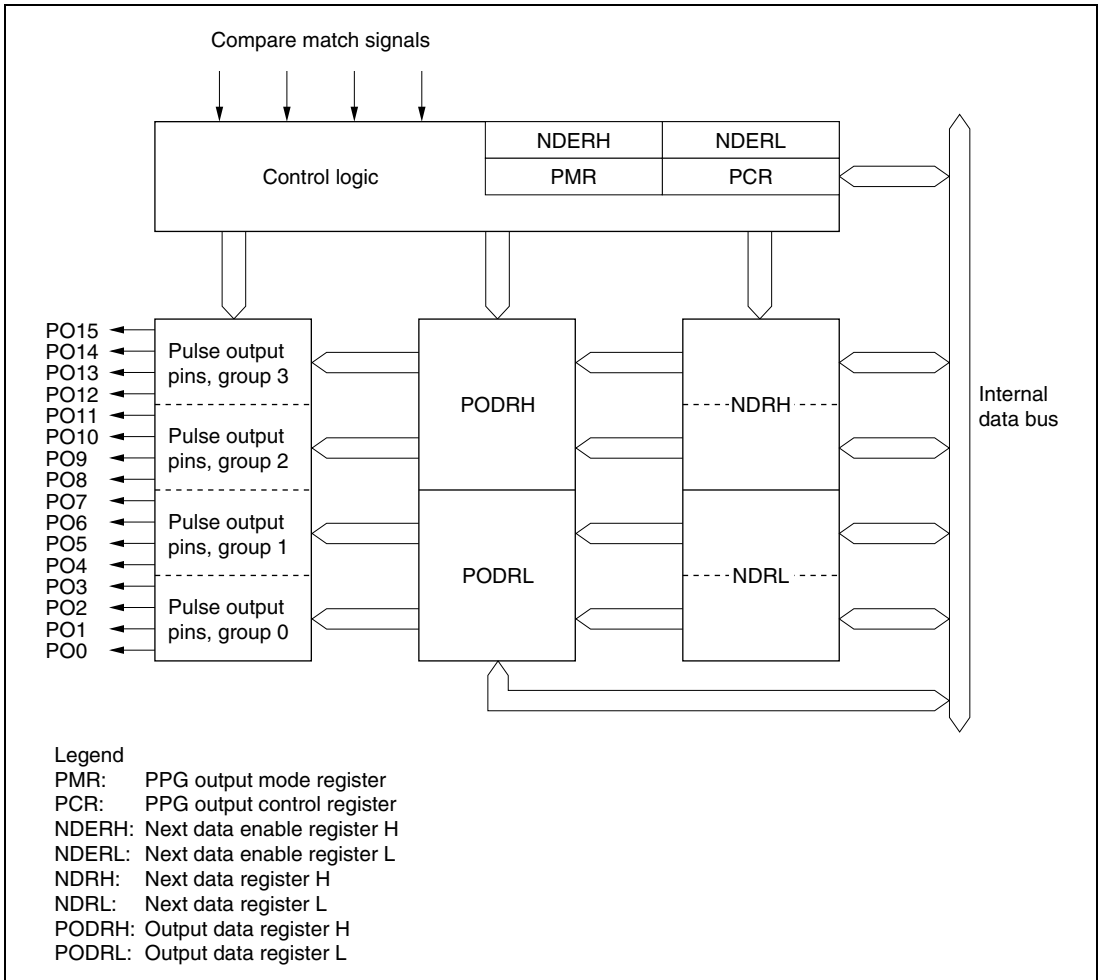 Compare match signals
Control logic
NDERH
NDERL
PMR
PCR
PO15
PO14
PO13
PO12
PO11
PO10
PO9
PO8
PO7
PO6
PO5
PO4
PO3
PO2
PO1
PO0
Pulse output
pins, group 3
Pulse output
pins, group 2
Pulse output
pins, group 1
Pulse output
pins, group 0
PODRH
PODRL
NDRH
NDRL
Internal
data bus
Legend
PMR: PPG output mode register
PCR: PPG output control register
NDERH: Next data enable register H
NDERL: Next data enable register L
NDRH: Next data register H
NDRL: Next data register L
PODRH: Output data register H
PODRL: Output data register L